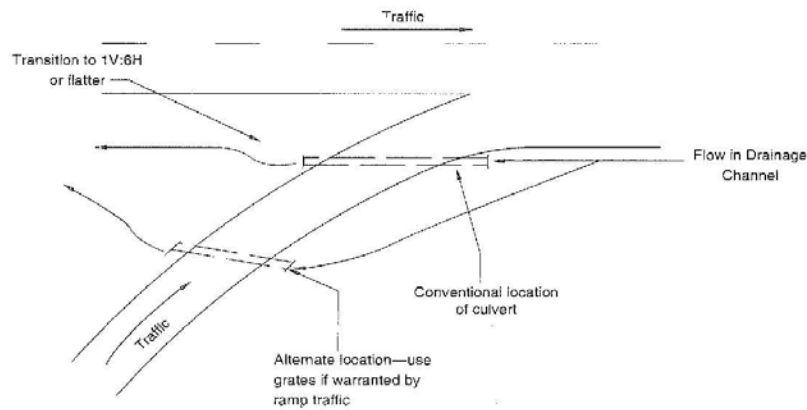 Traffic
Transition to 1V:6H
or flatter
Flow in Drainage
Channel
Conventional location
of culvert
Traffic
Alternate location—use
grates if warranted by
ramp traffic